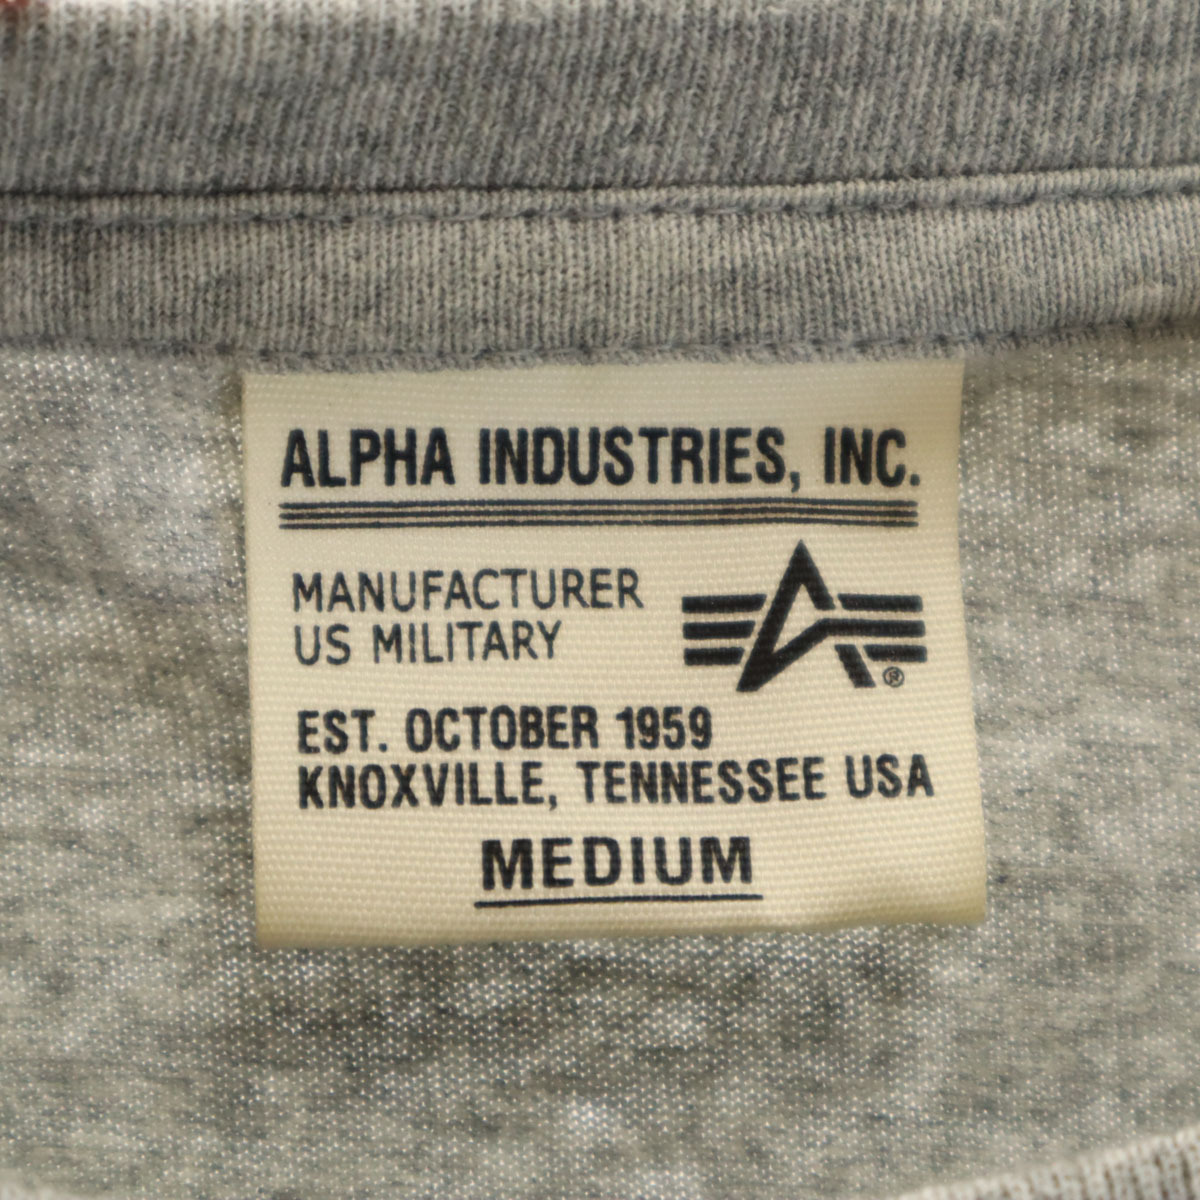 ALPHA INDUSTRIES, INC.
MANUFACTURER
US MILITARY
®
EST. OCTOBER 1959
KNOXVILLE, TENNESSEE USA
MEDIUM